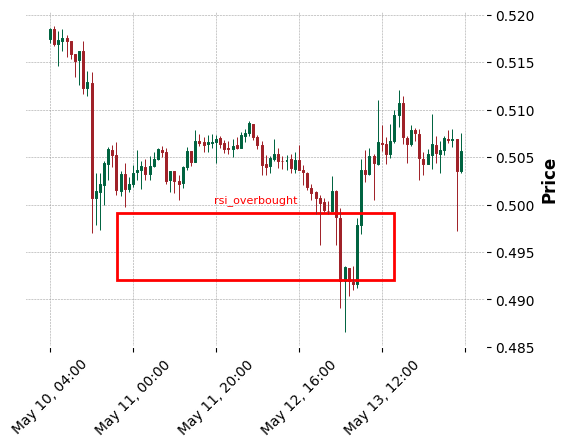 0.520
0.515
0.510
0.505
rsi_overbought
0.500
0.495
0.490
0.485
Price
May 10, 04:00
May 11, 00:00
May 11, 20:00
May 12, 16:00
May 13, 12:00